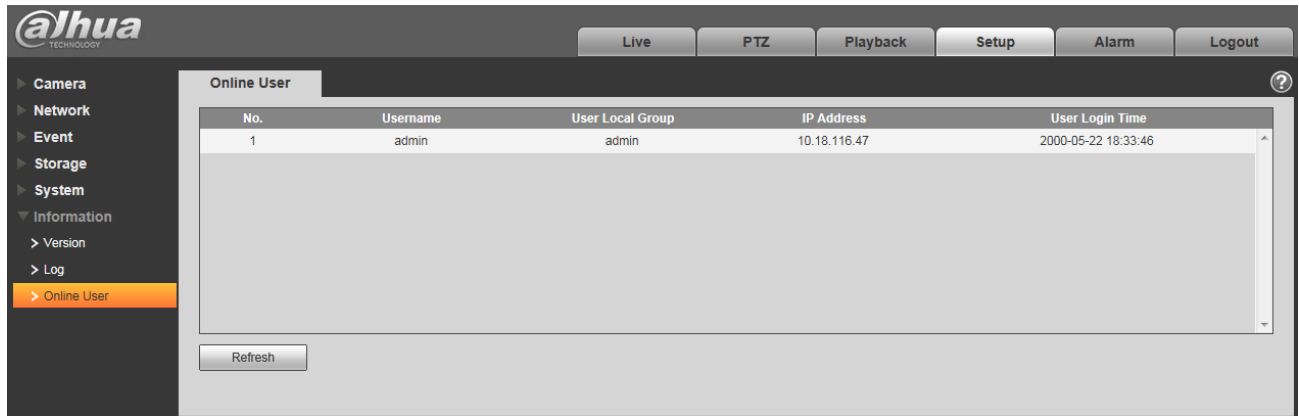 alhua
TECHNOLOGY
Live PTZ Playback Setup Alarm Logout
Camera
Network
Event
Storage
System
Information
> Version
> Log
> Online User
Online User
?
No. Username User Local Group IP Address User Login Time
1 admin admin 10.18.116.47 2000-05-22 18:33:46
Refresh